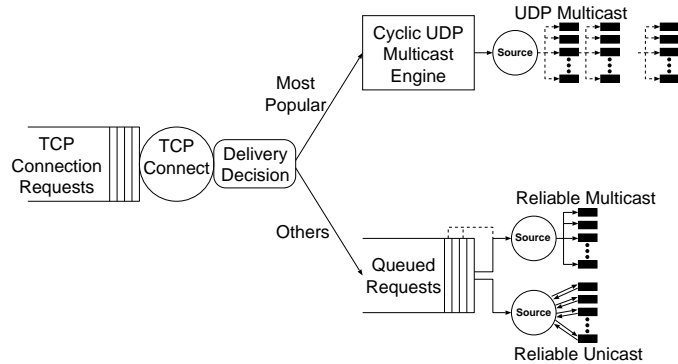 UDP Multicast
Cyclic UDP
Multicast
Engine
Source
Most
Popular
TCP
Connection
Requests
TCP
Connect
Delivery
Decision
Others
Queued
Requests
Reliable Multicast
Source
Source
Reliable Unicast